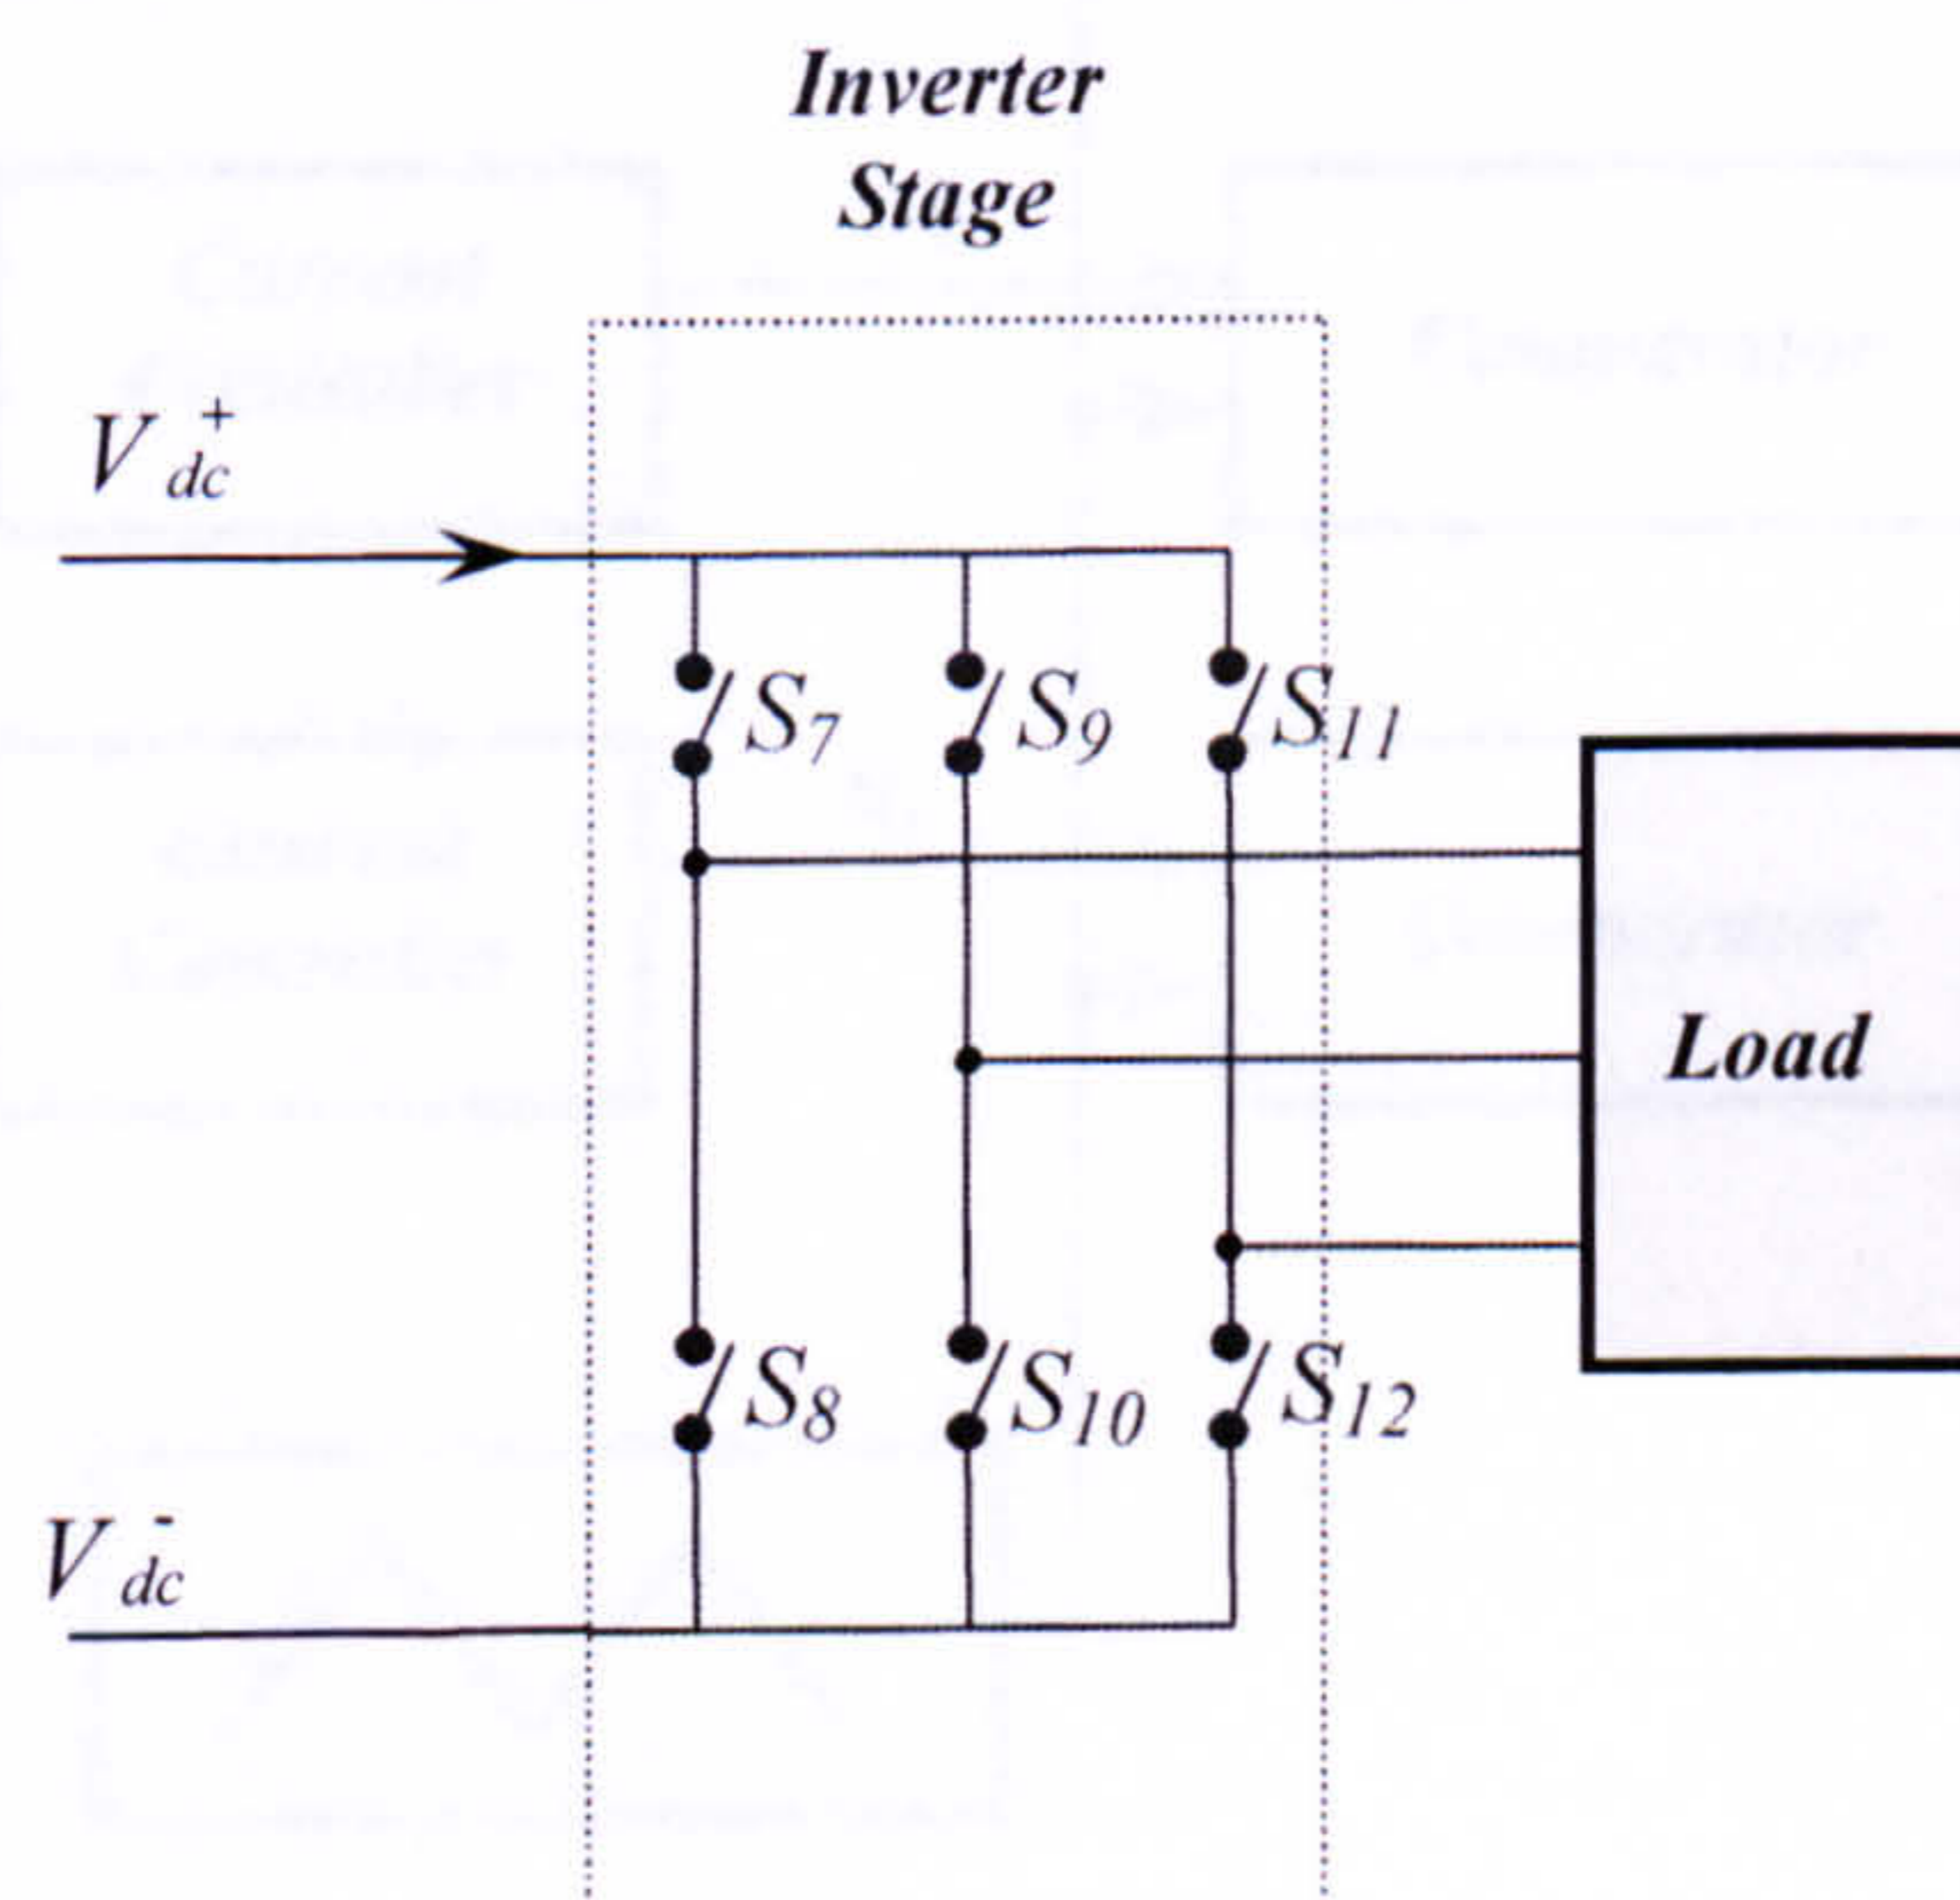 Inverter
Stage
V dc +
S7 S9 S11
Load
S8 S10 S12
V dc -